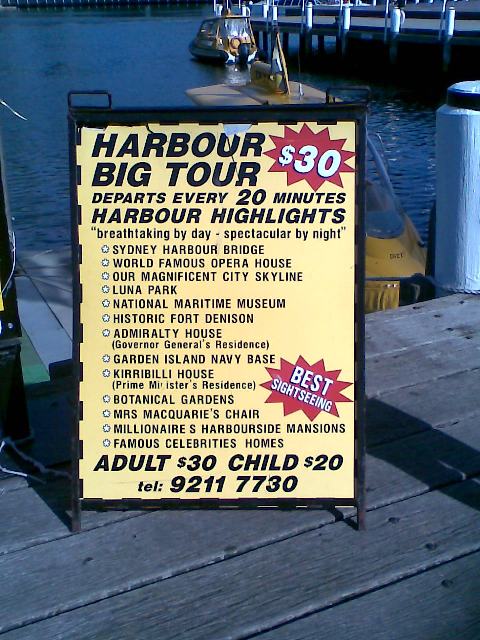 HARBOUR
BIG TOUR
$30
DEPARTS EVERY 20 MINUTES
HARBOUR HIGHLIGHTS
"breathtaking by day - spectacular by night"
SYDNEY HARBOUR BRIDGE
WORLD FAMOUS OPERA HOUSE
OUR MAGNIFICENT CITY SKYLINE
LUNA PARK
NATIONAL MARITIME MUSEUM
HISTORIC FORT DENISON
ADMIRALTY HOUSE
(Governor General's Residence)
GARDEN ISLAND NAVY BASE
KIRRIBILLI HOUSE
(Prime Mi ister's Residence)
BEST
SIGHTSEEING
BOTANICAL GARDENS
MRS MACQUARIE'S CHAIR
MILLIONAIRE S HARBOURSIDE MANSIONS
FAMOUS CELEBRITIES HOMES
ADULT $30 CHILD $20
tel: 9211 7730